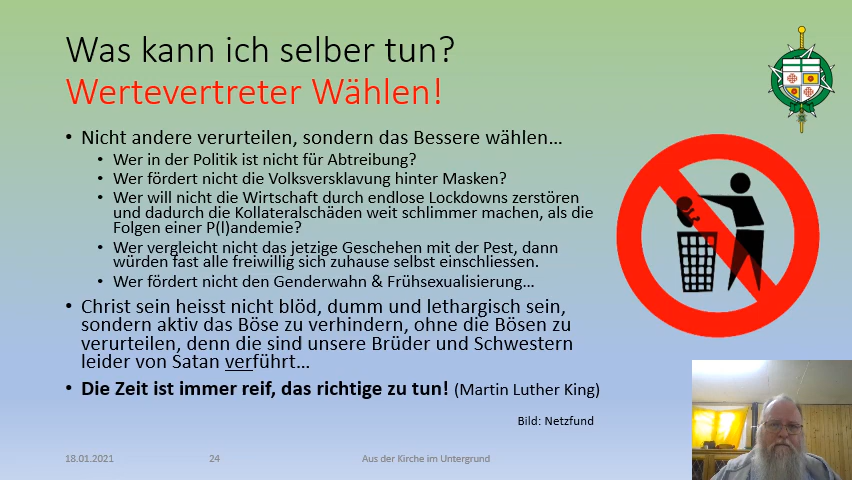 Was kann ich selber tun?
Wertevertreter Wählen!
• Nicht andere verurteilen, sondern das Bessere wählen…
• Wer in der Politik ist nicht für Abtreibung?
• Wer fördert nicht die Volksversklavung hinter Masken?
• Wer will nicht die Wirtschaft durch endlose Lockdowns zerstören
und dadurch die Kollateralschäden weit schlimmer machen, als die
Folgen einer P(l)andemie?
• Wer vergleicht nicht das jetzige Geschehen mit der Pest, dann
würden fast alle freiwillig sich zuhause selbst einschliessen.
• Wer fördert nicht den Genderwahn & Frühsexualisierung…
• Christ sein heisst nicht blöd, dumm und lethargisch sein,
sondern aktiv das Böse zu verhindern, ohne die Bösen zu
verurteilen, denn die sind unsere Brüder und Schwestern
leider von Satan verführt…
• Die Zeit ist immer reif, das richtige zu tun! (Martin Luther King)
Bild: Netzfund
18.01.2021 24 Aus der Kirche im Untergrund